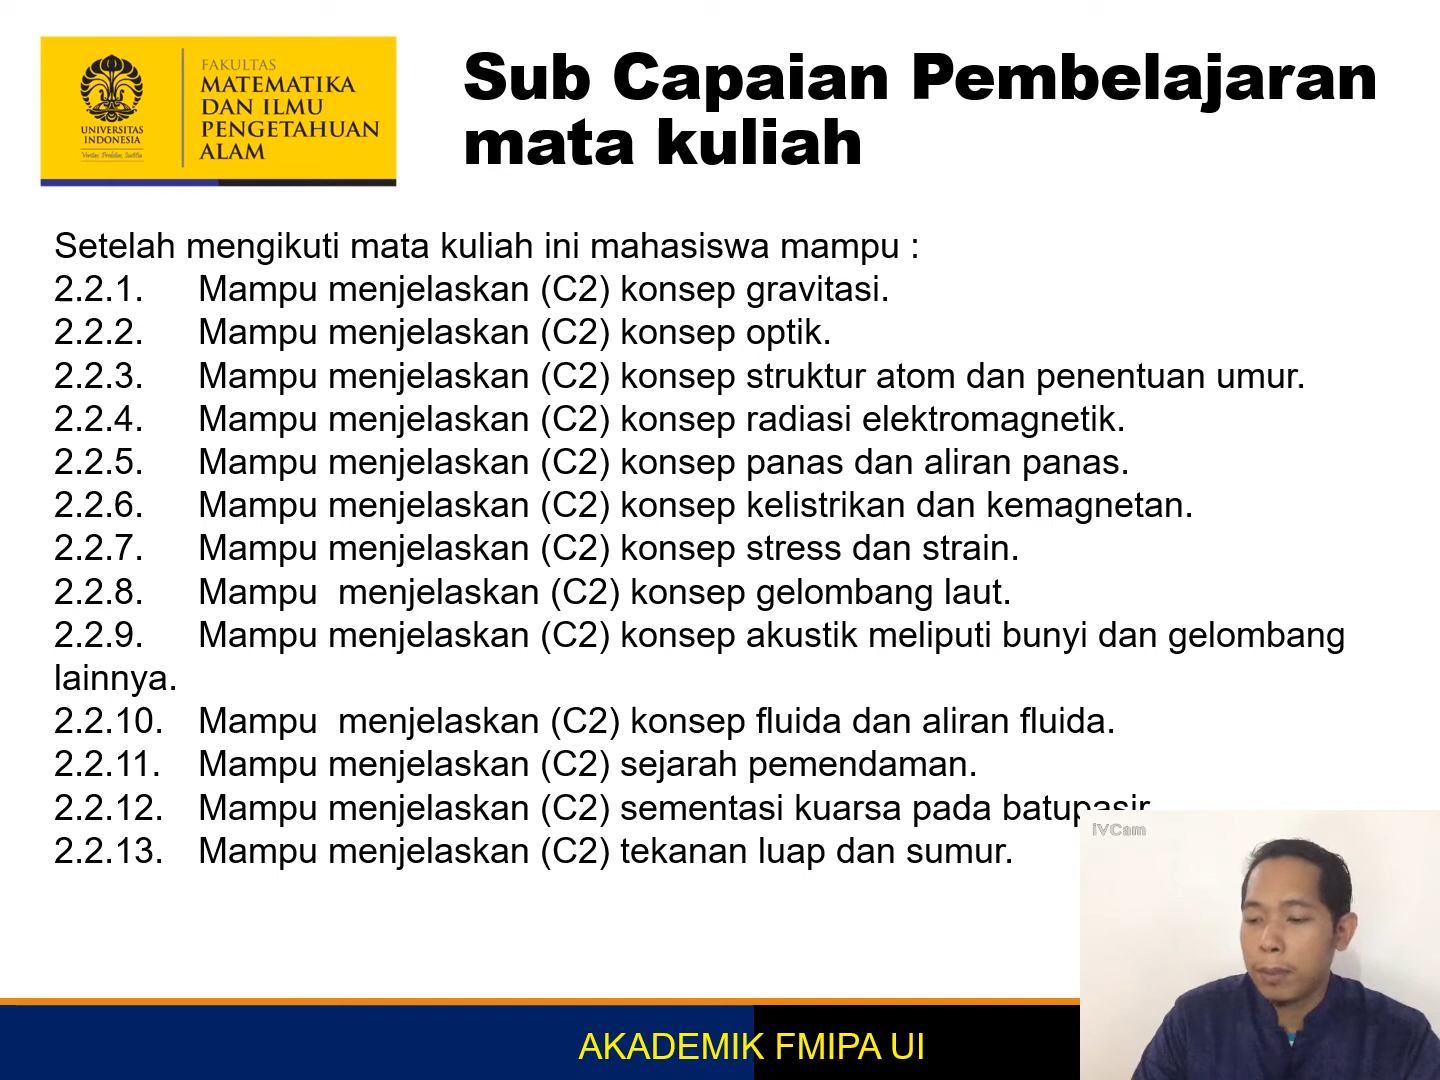 FAKULTAS
MATEMATIKA
DAN ILMU
PENGETAHUAN
ALAM
UNIVERSITAS
INDONESIA
Veritas, Probitas, Iustitia
Sub Capaian Pembelajaran
mata kuliah
Setelah mengikuti mata kuliah ini mahasiswa mampu :
2.2.1. Mampu menjelaskan (C2) konsep gravitasi.
2.2.2. Mampu menjelaskan (C2) konsep optik.
2.2.3. Mampu menjelaskan (C2) konsep struktur atom dan penentuan umur.
2.2.4. Mampu menjelaskan (C2) konsep radiasi elektromagnetik.
2.2.5. Mampu menjelaskan (C2) konsep panas dan aliran panas.
2.2.6. Mampu menjelaskan (C2) konsep kelistrikan dan kemagnetan.
2.2.7. Mampu menjelaskan (C2) konsep stress dan strain.
2.2.8. Mampu  menjelaskan (C2) konsep gelombang laut.
2.2.9. Mampu menjelaskan (C2) konsep akustik meliputi bunyi dan gelombang
lainnya.
2.2.10. Mampu  menjelaskan (C2) konsep fluida dan aliran fluida.
2.2.11. Mampu menjelaskan (C2) sejarah pemendaman.
2.2.12. Mampu menjelaskan (C2) sementasi kuarsa pada batupasir
2.2.13. Mampu menjelaskan (C2) tekanan luap dan sumur.
iVCam
AKADEMIK FMIPA UI